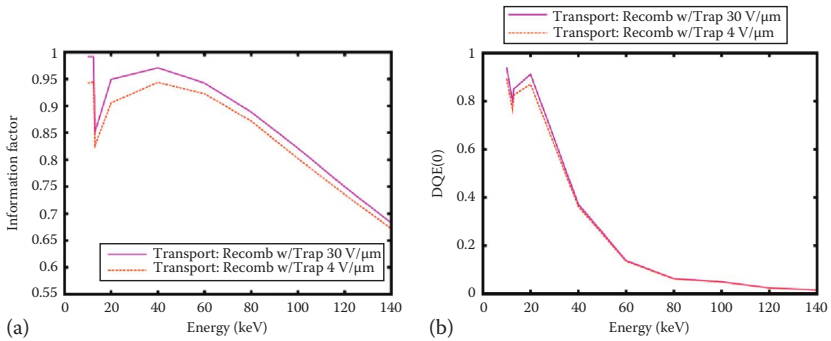 Transport: Recomb w/Trap 30 V/μm
Transport: Recomb w/Trap 4 V/μm
1
0.95
0.9
0.85
0.8
0.75
0.7
0.65
0.6
0.55
Information factor
Transport: Recomb w/Trap 30 V/μm
Transport: Recomb w/Trap 4 V/μm
0 20 40 60 80 100 120 140
Energy (keV)
(a)
1
0.8
0.6
0.4
0.2
0
DQE(0)
0 20 40 60 80 100 120 140
Energy (keV)
(b)